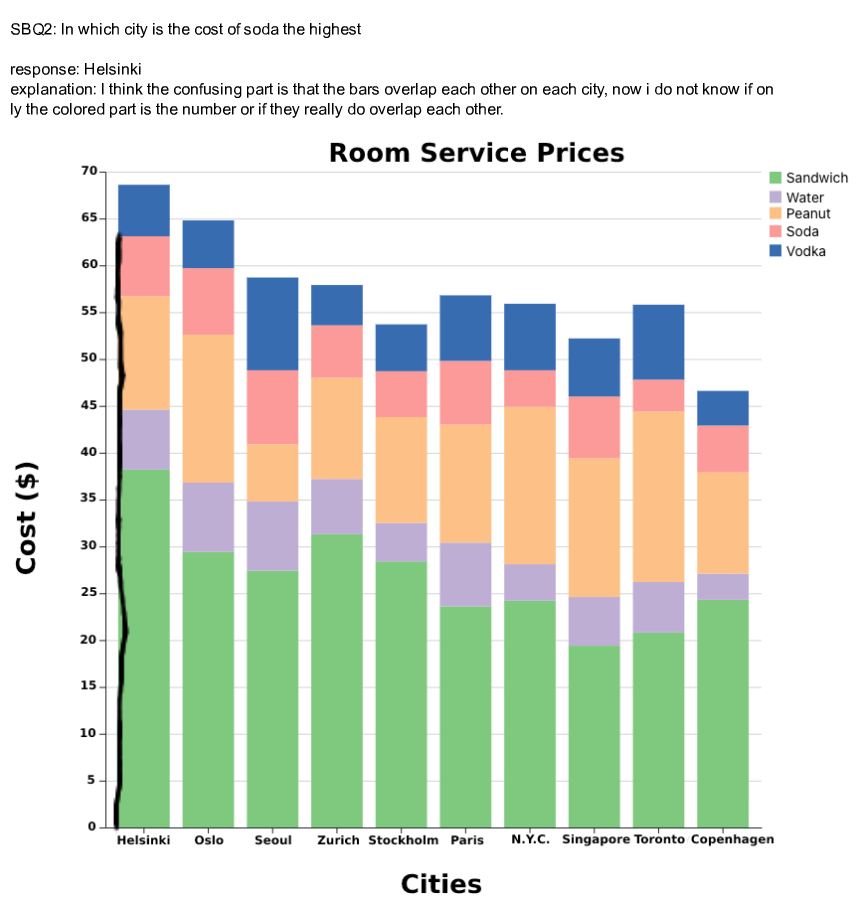 SBQ2: In which city is the cost of soda the highest
response: Helsinki
explanation: I think the confusing part is that the bars overlap each other on each city, now i do not know if on
ly the colored part is the number or if they really do overlap each other.
Room Service Prices
Sandwich
Water
Peanut
Soda
Vodka
70
65
60
55
50
45
40
35
30
25
20
15
10
5
0
Cost ($)
Helsinki Oslo Seoul Zurich Stockholm Paris N.Y.C. Singapore Toronto Copenhagen
Cities